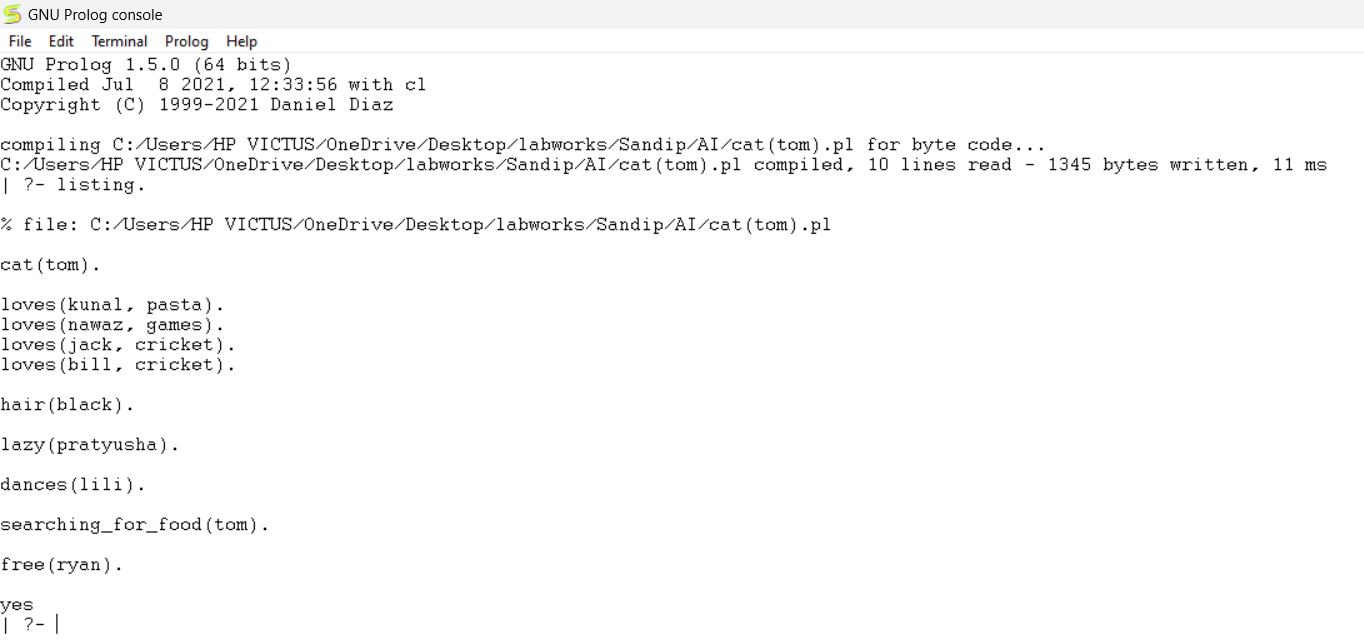 GNU Prolog console
File Edit Terminal Prolog Help
GNU Prolog 1.5.0 (64 bits)
Compiled Jul  8 2021, 12:33:56 with cl
Copyright (C) 1999-2021 Daniel Diaz
compiling C:/Users/HP VICTUS/OneDrive/Desktop/labworks/Sandip/AI/cat(tom).pl for byte code...
C:/Users/HP VICTUS/OneDrive/Desktop/labworks/Sandip/AI/cat(tom).pl compiled, 10 lines read - 1345 bytes written, 11 ms
| ?- listing.
% file: C:/Users/HP VICTUS/OneDrive/Desktop/labworks/Sandip/AI/cat(tom).pl
cat(tom).
loves(kunal, pasta).
loves(nawaz, games).
loves(jack, cricket).
loves(bill, cricket).
hair(black).
lazy(pratyusha).
dances(lili).
searching_for_food(tom).
free(ryan).
yes
| ?-